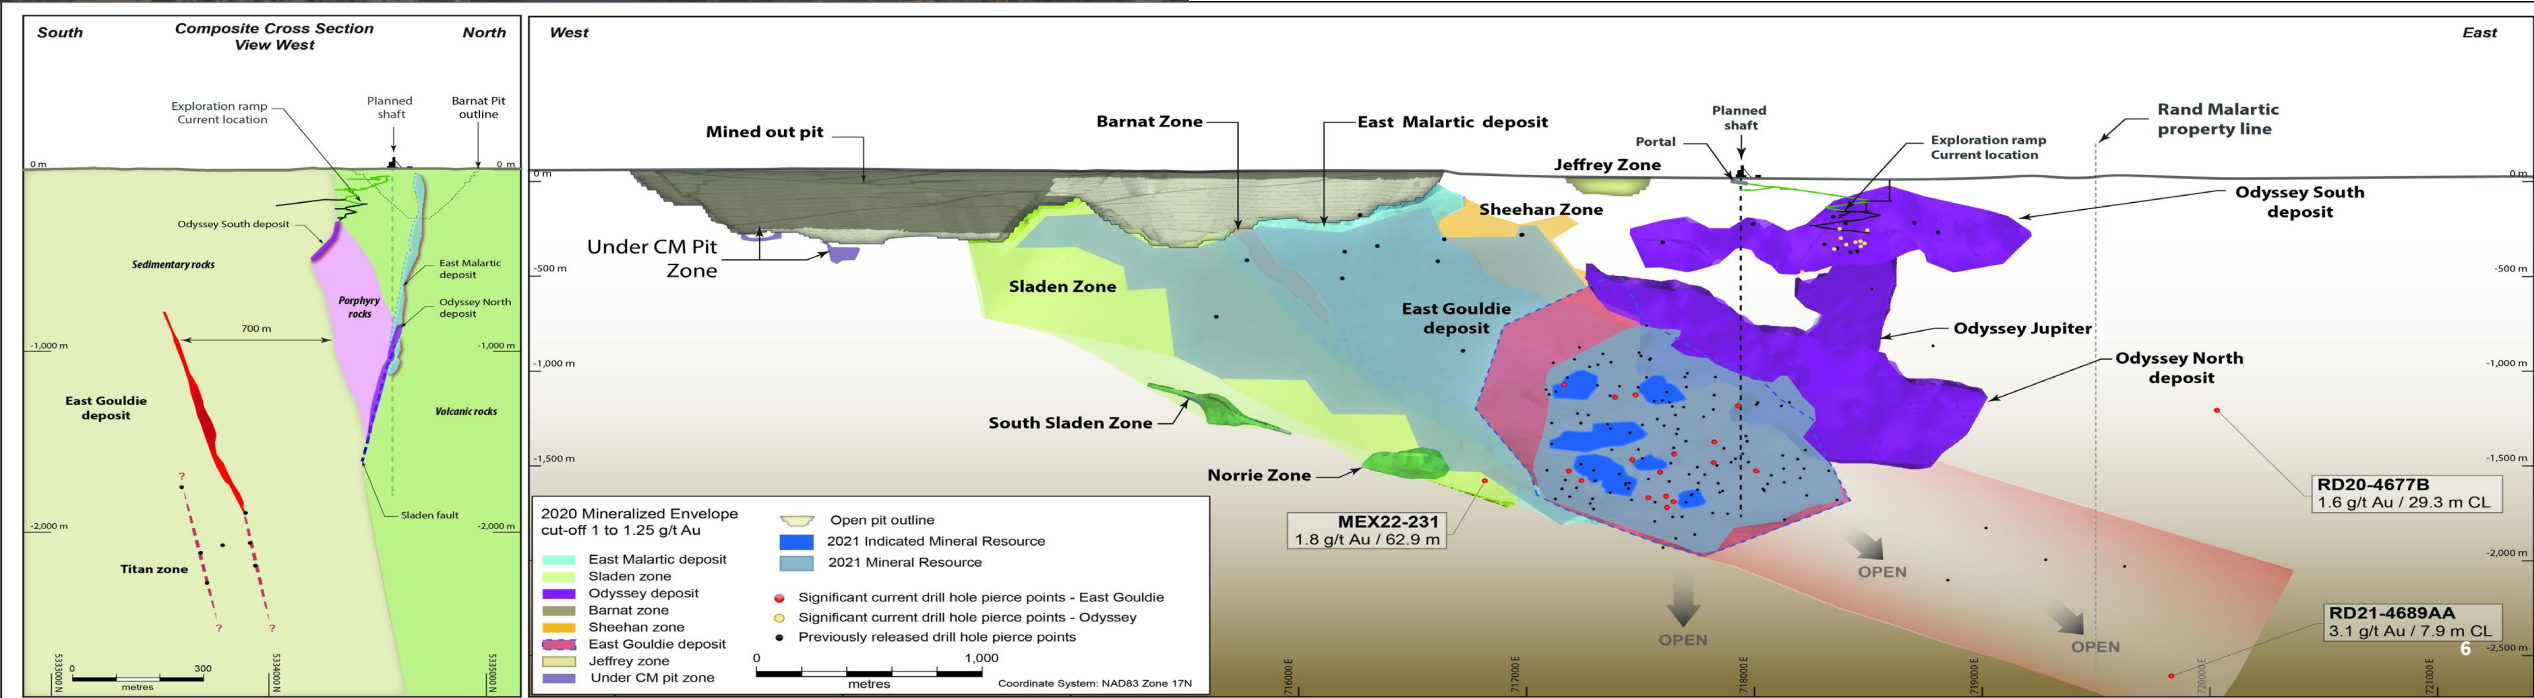 South
Composite Cross Section
View West
North
Exploration ramp
Current location
Planned
shaft
Barnat Pit
outline
0 m
0 m
Odyssey South deposit
Sedimentary rocks
East Malartic
deposit
Porphyry
rocks
Odyssey North
deposit
700 m
-1,000 m
-1,000 m
East Gouldie
deposit
Volcanic rocks
?
Sladen fault
-2,000 m
-2,000 m
Titan zone
?
?
5333000 N
0
300
metres
5334000 N
5335000 N
West
East
Mined out pit
Barnat Zone
East Malartic deposit
Planned
shaft
Portal
Jeffrey Zone
Exploration ramp
Current location
Rand Malartic
property line
0 m
0 m
Odyssey South
deposit
Sheehan Zone
Under CM Pit
Zone
-500 m
-500 m
Sladen Zone
East Gouldie
deposit
Odyssey Jupiter
-1,000 m
-1,000 m
Odyssey North
deposit
South Sladen Zone
-1,500 m
-1,500 m
Norrie Zone
RD20-4677B
1.6 g/t Au / 29.3 m CL
MEX22-231
1.8 g/t Au / 62.9 m
-2,000 m
OPEN
OPEN
OPEN
RD21-4689AA
3.1 g/t Au / 7.9 m CL
6
-2,500 m
2020 Mineralized Envelope
cut-off 1 to 1.25 g/t Au
East Malartic deposit
Sladen zone
Odyssey deposit
Barnat zone
Sheehan zone
East Gouldie deposit
Jeffrey zone
Under CM pit zone
Open pit outline
2021 Indicated Mineral Resource
2021 Mineral Resource
Significant current drill hole pierce points - East Gouldie
Significant current drill hole pierce points - Odyssey
Previously released drill hole pierce points
0
1,000
metres
Coordinate System: NAD83 Zone 17N
716000 E
717000 E
718000 E
719000 E
720000 E
721000 E